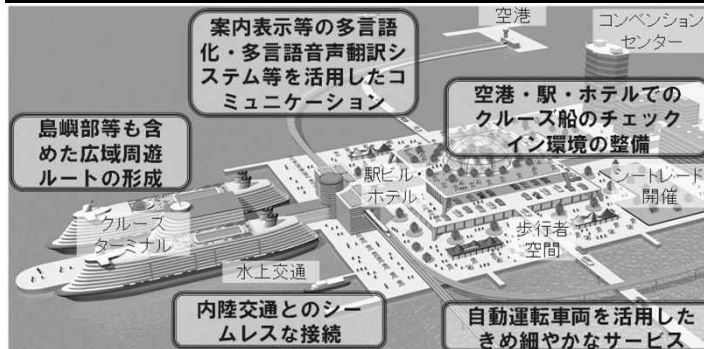 案内表示等の多言語
化・多言語音声翻訳シ
ステム等を活用したコ
ミュニケーション
空港
コンベンション
センター
空港・駅・ホテルでの
クルーズ船のチェック
イン環境の整備
島嶼部等も含
めた広域周遊
ルートの形成
駅ビル・
ホテル
シートレード
開催
クルーズ
ターミナル
歩行者
空間
水上交通
内陸交通とのシー
ムレスな接続
自動運転車両を活用した
きめ細やかなサービス